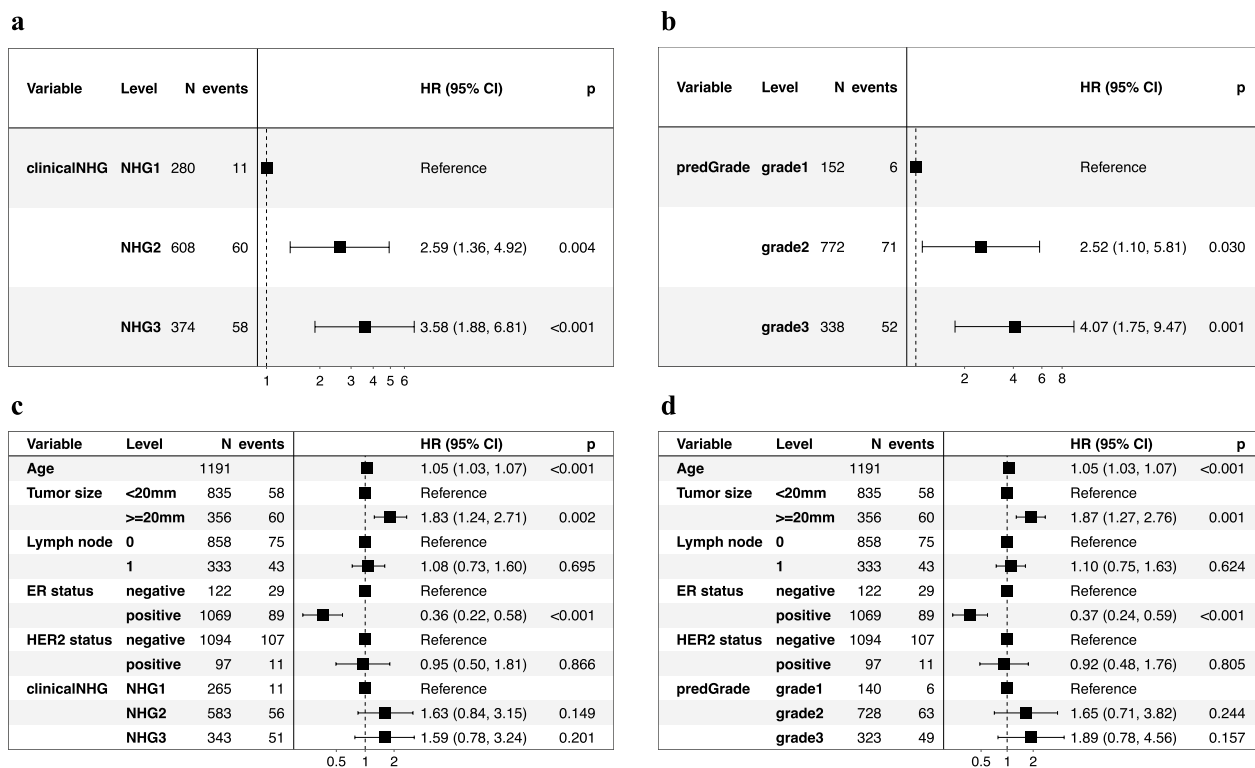 a
Variable Level N events HR (95% CI) p
clinicalNHG NHG1 280 11 Reference
NHG2 608 60 2.59 (1.36, 4.92) 0.004
NHG3 374 58 3.58 (1.88, 6.81) <0.001
1 2 3 4 5 6
b
Variable Level N events HR (95% CI) p
predGrade grade1 152 6 Reference
grade2 772 71 2.52 (1.10, 5.81) 0.030
grade3 338 52 4.07 (1.75, 9.47) 0.001
2 4 6 8
c
Variable Level N events HR (95% CI) p
Age 1191 1.05 (1.03, 1.07) <0.001
Tumor size <20mm 835 58 Reference
>=20mm 356 60 1.83 (1.24, 2.71) 0.002
Lymph node 0 858 75 Reference
1 333 43 1.08 (0.73, 1.60) 0.695
ER status negative 122 29 Reference
positive 1069 89 0.36 (0.22, 0.58) <0.001
HER2 status negative 1094 107 Reference
positive 97 11 0.95 (0.50, 1.81) 0.866
clinicalNHG NHG1 265 11 Reference
NHG2 583 56 1.63 (0.84, 3.15) 0.149
NHG3 343 51 1.59 (0.78, 3.24) 0.201
0.5 1 2
d
Variable Level N events HR (95% CI) p
Age 1191 1.05 (1.03, 1.07) <0.001
Tumor size <20mm 835 58 Reference
>=20mm 356 60 1.87 (1.27, 2.76) 0.001
Lymph node 0 858 75 Reference
1 333 43 1.10 (0.75, 1.63) 0.624
ER status negative 122 29 Reference
positive 1069 89 0.37 (0.24, 0.59) <0.001
HER2 status negative 1094 107 Reference
positive 97 11 0.92 (0.48, 1.76) 0.805
predGrade grade1 140 6 Reference
grade2 728 63 1.65 (0.71, 3.82) 0.244
grade3 323 49 1.89 (0.78, 4.56) 0.157
0.5 1 2